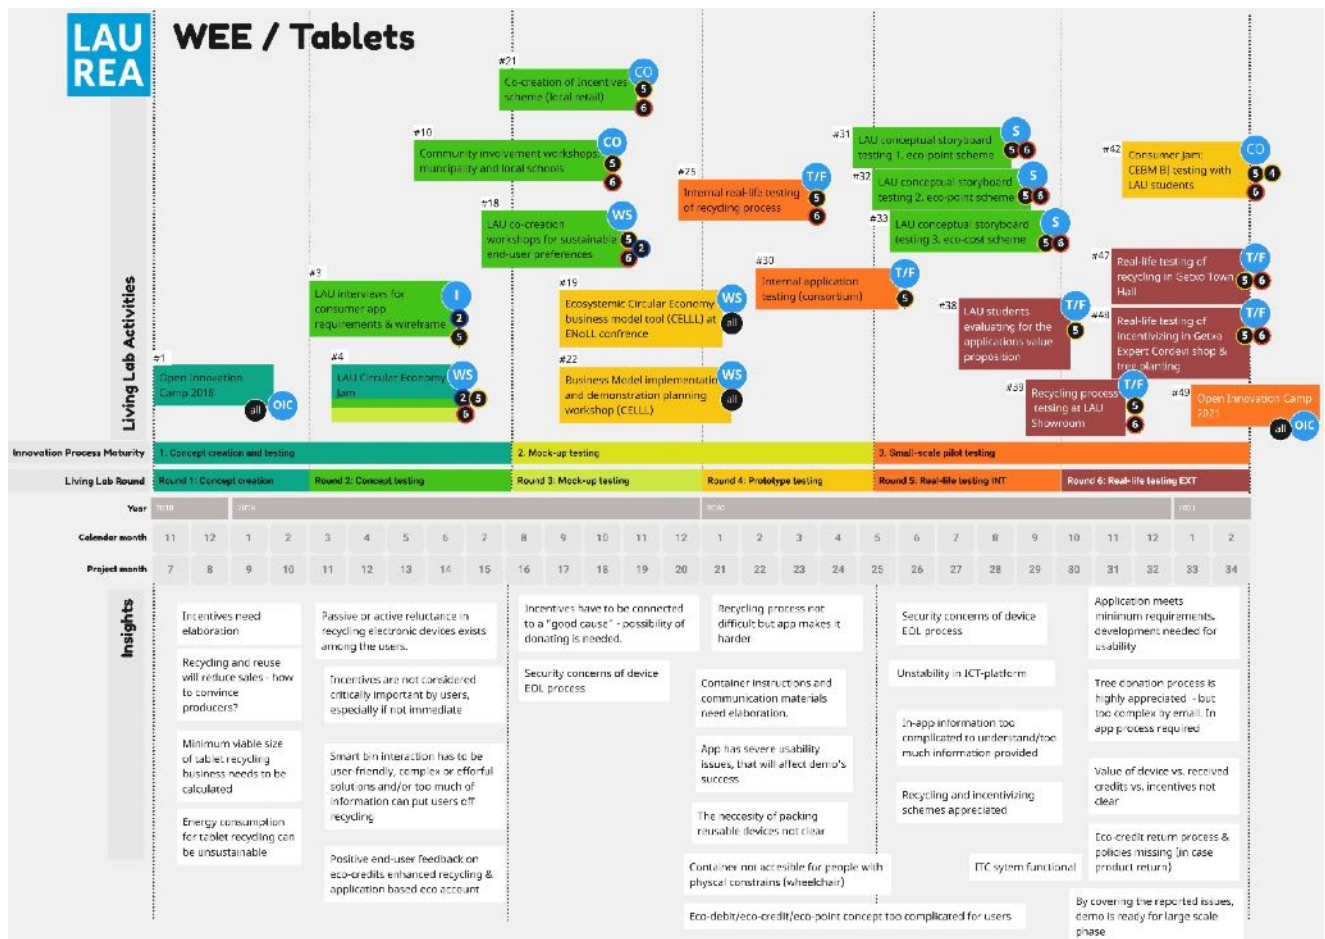 LAU
REA
WEE / Tablets
Living Lab Activities
#21
Co-creation of Incentives
scheme (local retail)
CO
5
6
#10
Community involvement workshops:
muncipality and local schools
CO
5
6
#18
LAU co-creation
workshops for sustainable
end-user preferences
WS
5
2
6
#3
LAU interviews for
consumer app
requirements & wireframe
I
2
5
#1
Open Innovation
Camp 2018
all
OIC
#4
LAU Circular Economy
Jam
WS
2
5
6
#19
Ecosystemic Circular Economy
business model tool (CELLL) at
ENoLL confrence
WS
all
#22
Business Model implementatio
and demonstration planning
workshop (CELLL)
WS
all
#25
Internal real-life testing
of recycling process
T/F
5
6
#30
Internal application
testing (consortium)
T/F
5
#31
LAU conceptual storyboard
testing 1. eco-point scheme
S
5
6
#32
LAU conceptual storyboard
testing 2. eco-point scheme
S
5
6
#33
LAU conceptual storyboard
testing 3. eco-cost scheme
S
5
6
#38
LAU students
evaluating for the
applications value
proposition
T/F
5
#39
Recycling process
tetsing at LAU
Showroom
T/F
5
6
#42
Consumer Jam:
CEBM BJ testing with
LAU students
CO
5
4
6
#47
Real-life testing of
recycling in Getxo Town
Hall
T/F
5
6
#48
Real-life testing of
incentivizing in Getxo
Expert Cordevi shop &
tree planting
T/F
5
6
#49
Open Innovation Camp
2021
all
OIC
Innovation Process Maturity
1. Concept creation and testing
2. Mock-up testing
3. Small-scale pilot testing
Living Lab Round
Round 1: Concept creation
Round 2: Concept testing
Round 3: Mock-up testing
Round 4: Prototype testing
Round 5: Real-life testing INT
Round 6: Real-life testing EXT
Year
2018
2019
2020
2021
Calender month
11 12 1 2 3 4 5 6 7 8 9 10 11 12 1 2 3 4 5 6 7 8 9 10 11 12 1 2
Project month
7 8 9 10 11 12 13 14 15 16 17 18 19 20 21 22 23 24 25 26 27 28 29 30 31 32 33 34
Insights
Incentives need
elaboration
Recycling and reuse
will reduce sales - how
to convince
producers?
Minimum viable size
of tablet recycling
business needs to be
calculated
Energy consumption
for tablet recycling can
be unsustainable
Passive or active reluctance in
recycling electronic devices exists
among the users.
Incentives are not considered
critically important by users,
especially if not immediate
Smart bin interaction has to be
user-friendly, complex or efforful
solutions and/or too much of
information can put users off
recycling
Positive end-user feedback on
eco-credits enhanced recycling &
application based eco account
Incentives have to be connected
to a "good cause" - possibility of
donating is needed.
Security concerns of device
EOL process
Recycling process not
difficult but app makes it
harder
Container instructions and
communication materials
need elaboration.
App has severe usability
issues, that will affect demo's
success
The neccesity of packing
reusable devices not clear
Container not accesible for people with
physcal constrains (wheelchair)
Eco-debit/eco-credit/eco-point concept too complicated for users
Security concerns of device
EOL process
Unstability in ICT-platform
In-app information too
complicated to understand/too
much information provided
Recycling and incentivizing
schemes appreciated
ITC sytem functional
Application meets
minimum requirements,
development needed for
usability
Tree donation process is
highly appreciated - but
too complex by email. In
app process required
Value of device vs. received
credits vs. incentives not
clear
Eco-credit return process &
policies missing (in case
product return)
By covering the reported issues,
demo is ready for large scale
phase